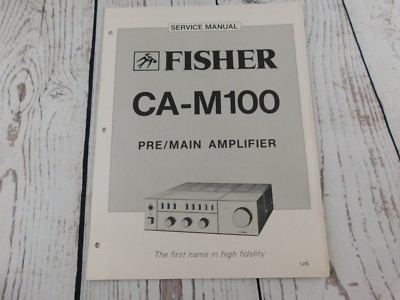 SERVICE MANUAL
FISHER
CA-M100
PRE/MAIN AMPLIFIER
The first name in high fidelity